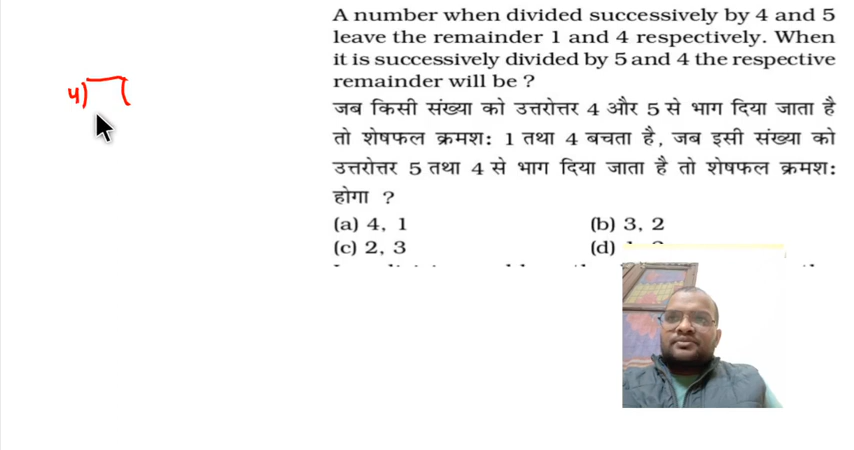 A number when divided successively by 4 and 5
leave the remainder 1 and 4 respectively. When
it is successively divided by 5 and 4 the respective
remainder will be ?
4)
जब किसी संख्या को उत्तरोत्तर 4 और 5 से भाग दिया जाता है
तो शेषफल क्रमश: 1 तथा 4 बचता है, जब इसी संख्या को
उत्तरोत्तर 5 तथा 4 से भाग दिया जाता है तो शेषफल क्रमश:
होगा ?
(a) 4, 1 (b) 3, 2
(c) 2, 3 (d)